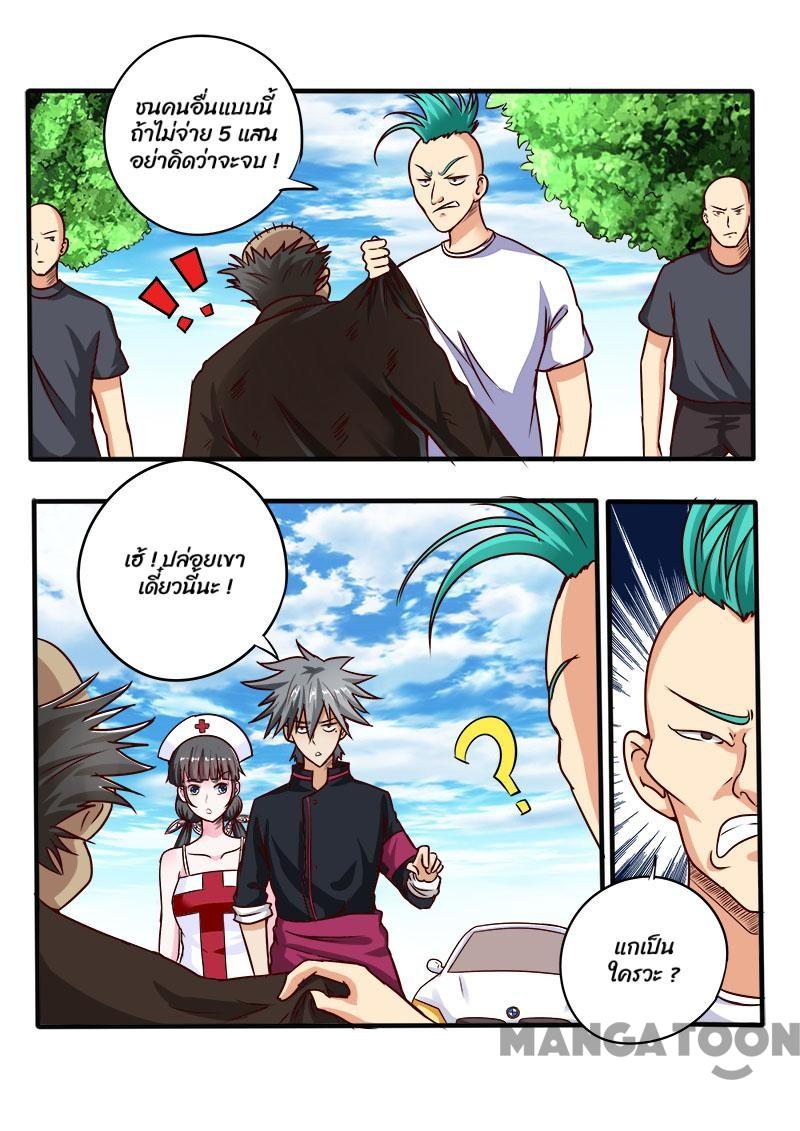 ชนคนอื่นแบบนี้
ถ้าไม่จ่าย 5 แสน
อย่าคิดว่าจะจบ !
เฮ้ ! ปล่อยเขา
เดี๋ยวนี้นะ !
?
แกเป็น
ใครวะ ?
MANGATOON